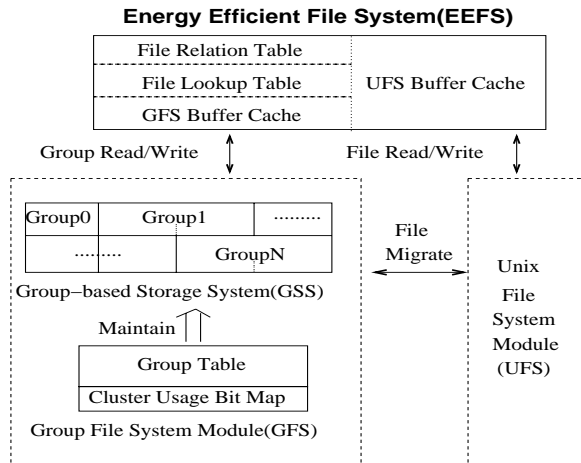 Energy Efficient File System(EEFS)
File Relation Table
File Lookup Table
GFS Buffer Cache
UFS Buffer Cache
Group Read/Write
File Read/Write
Group0
Group1
.........
.........
GroupN
Group-based Storage System(GSS)
Maintain
Group Table
Cluster Usage Bit Map
Group File System Module(GFS)
File
Migrate
Unix
File
System
Module
(UFS)